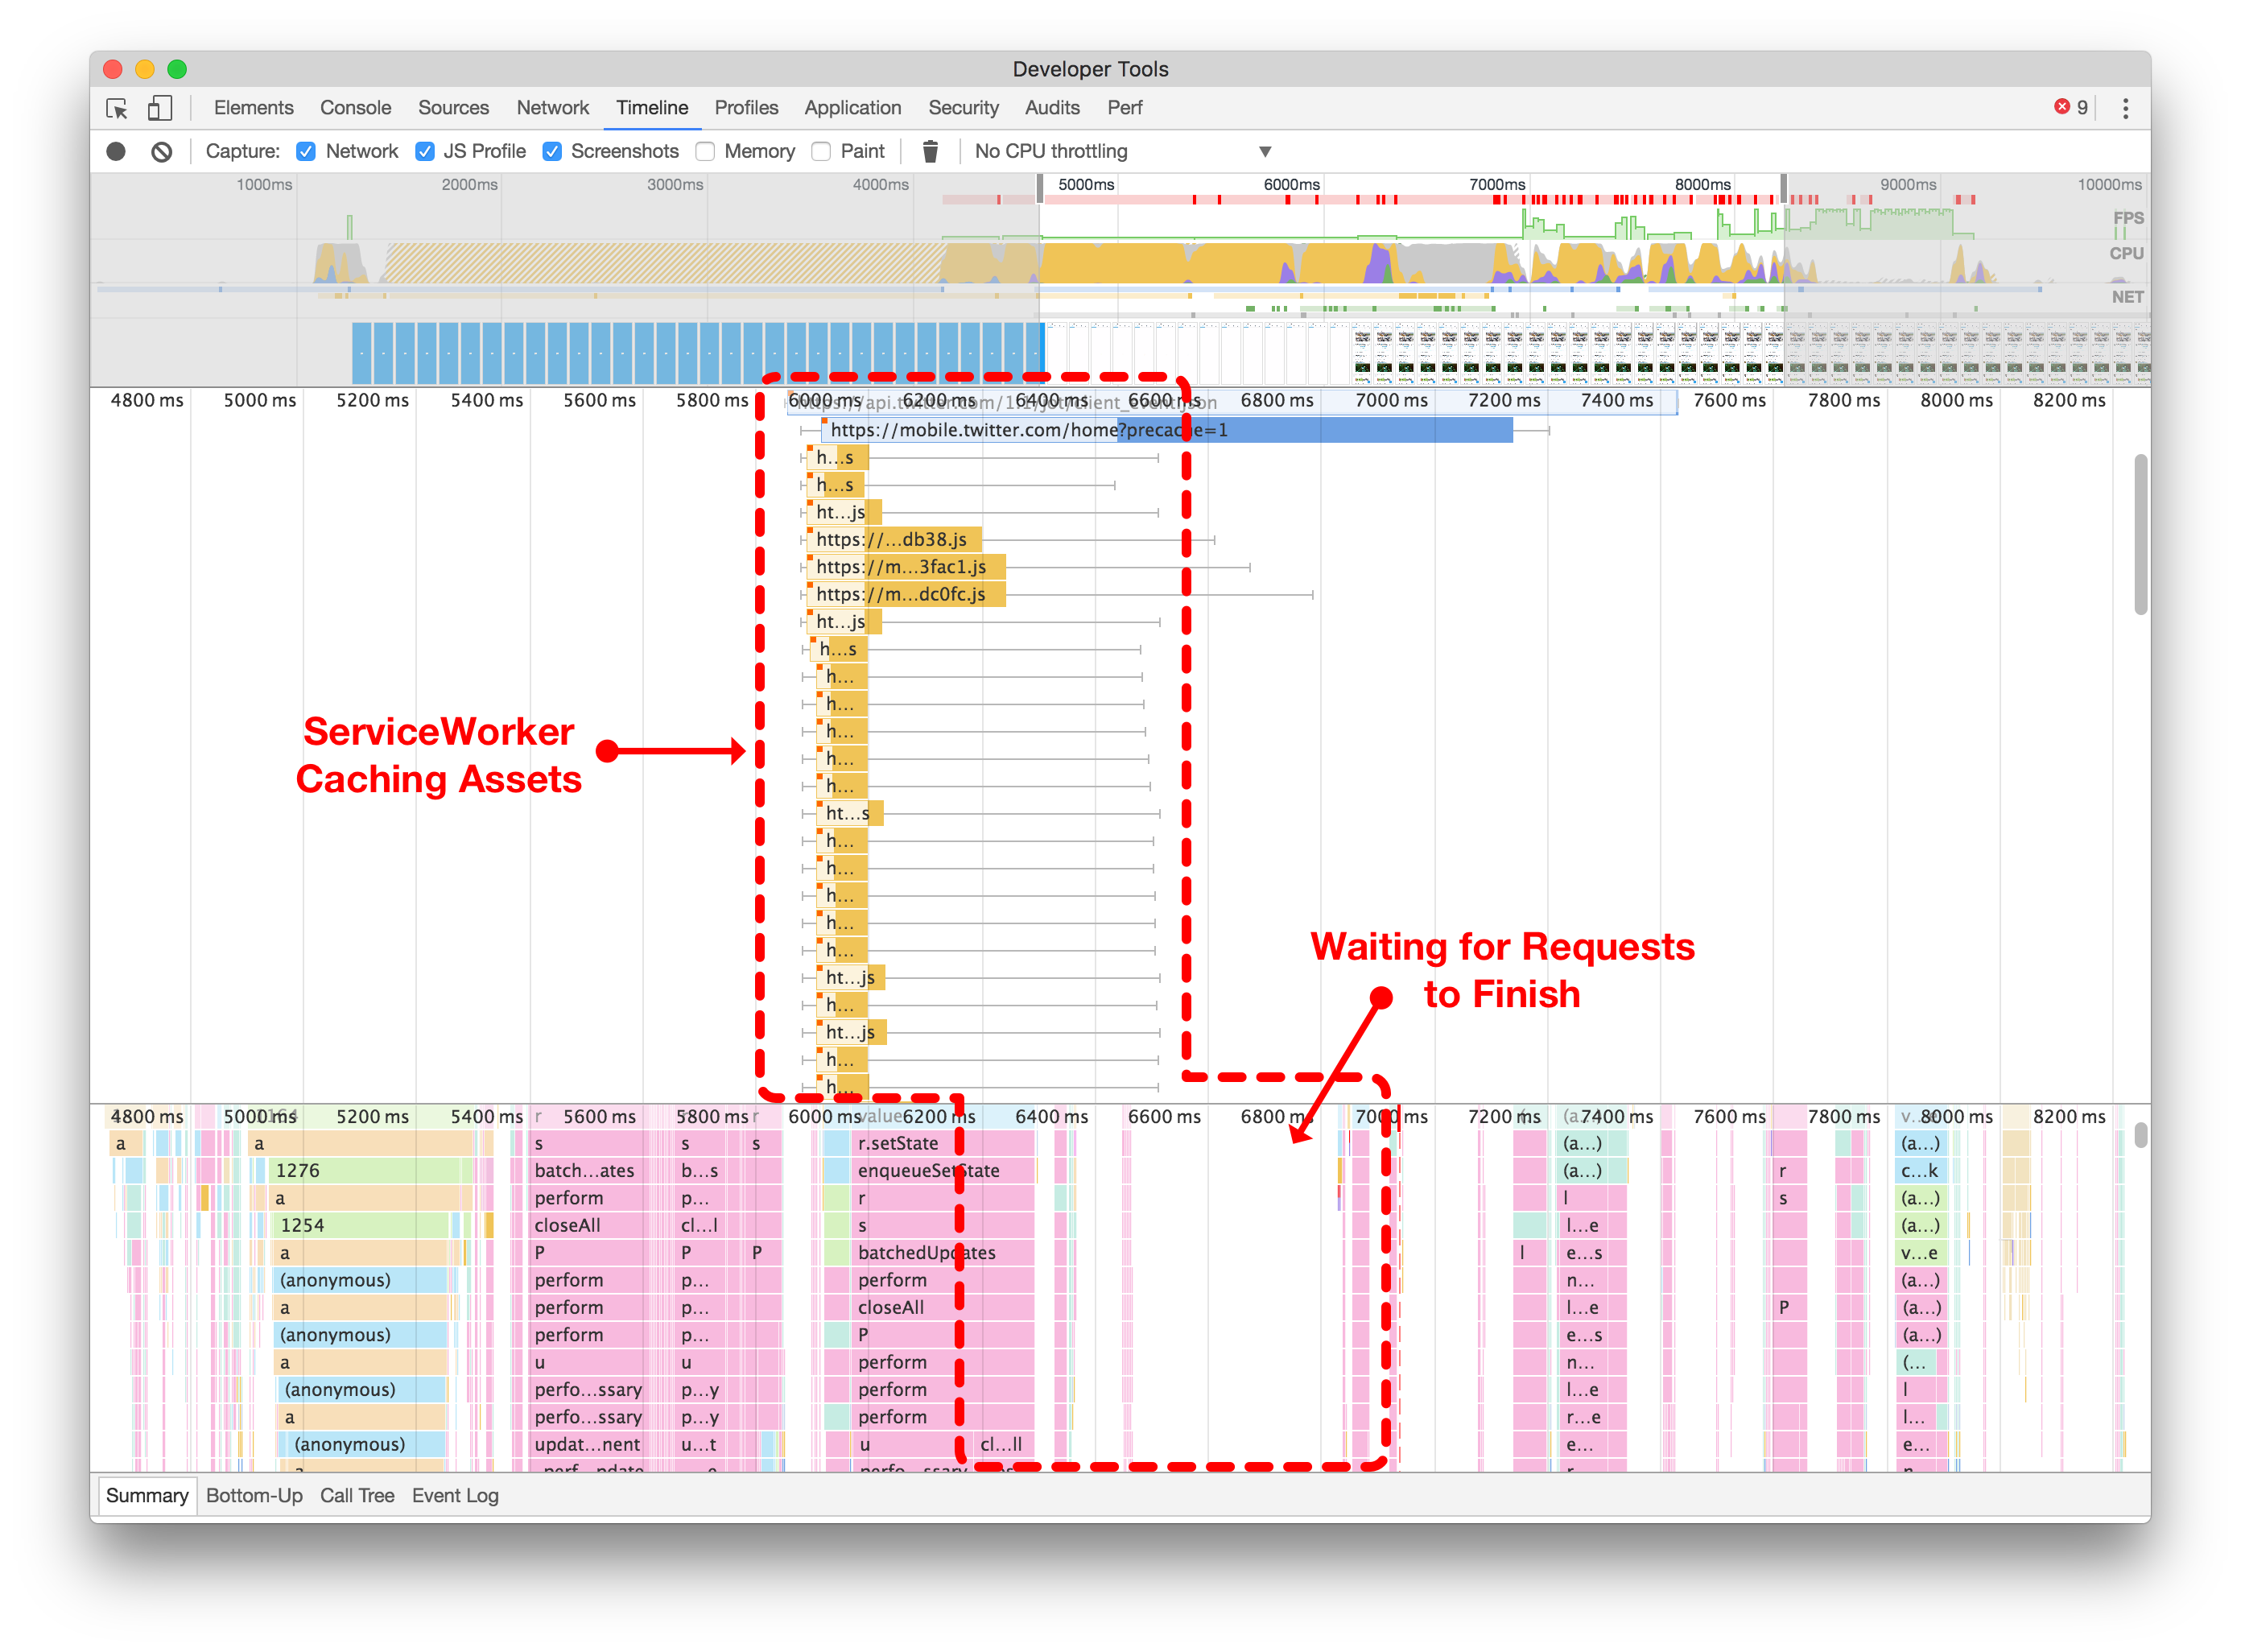 Developer Tools
Elements Console Sources Network Timeline Profiles Application Security Audits Perf 9
Capture: Network JS Profile Screenshots Memory Paint No CPU throttling
1000ms 2000ms 3000ms 4000ms 5000ms 6000ms 7000ms 8000ms 9000ms 10000ms
FPS
CPU
NET
4800 ms 5000 ms 5200 ms 5400 ms 5600 ms 5800 ms 6000 ms 6200 ms 6400 ms 6600 ms 6800 ms 7000 ms 7200 ms 7400 ms 7600 ms 7800 ms 8000 ms 8200 ms
https://api.twitter.com/1.1/jot/client_event.json
https://mobile.twitter.com/home?precache=1
h...s
h...s
ht...js
https://...db38.js
https://m...3fac1.js
https://m...dc0fc.js
ht...js
h...s
h...
h...
h...
h...
h...
ht...s
h...
h...
h...
h...
h...
ht...js
h...
ht...js
h...
h...
ServiceWorker
Caching Assets
Waiting for Requests
to Finish
4800 ms 5000 ms 5200 ms 5400 ms 5600 ms 5800 ms 6000 ms 6200 ms 6400 ms 6600 ms 6800 ms 7000 ms 7200 ms 7400 ms 7600 ms 7800 ms 8000 ms 8200 ms
1164 r r value (a...) v...e
a a s s s r.setState (a...) (a...)
1276 batch...ates b...s enqueueSetState (a...) r c...k
a perform p... r l s (a...)
1254 closeAll cl...l s l...e (a...)
a P P P batchedUpdates l e...s v...e
(anonymous) perform p... perform n... (a...)
a perform p... closeAll l...e P (a...)
(anonymous) perform p... P e...s (a...)
a u u perform n... (...
(anonymous) perfo...ssary p...y perform l...e l
a perfo...ssary p...y perform r...e l...
(anonymous) updat...nent u...t u cl...ll e... e...
Summary Bottom-Up Call Tree Event Log